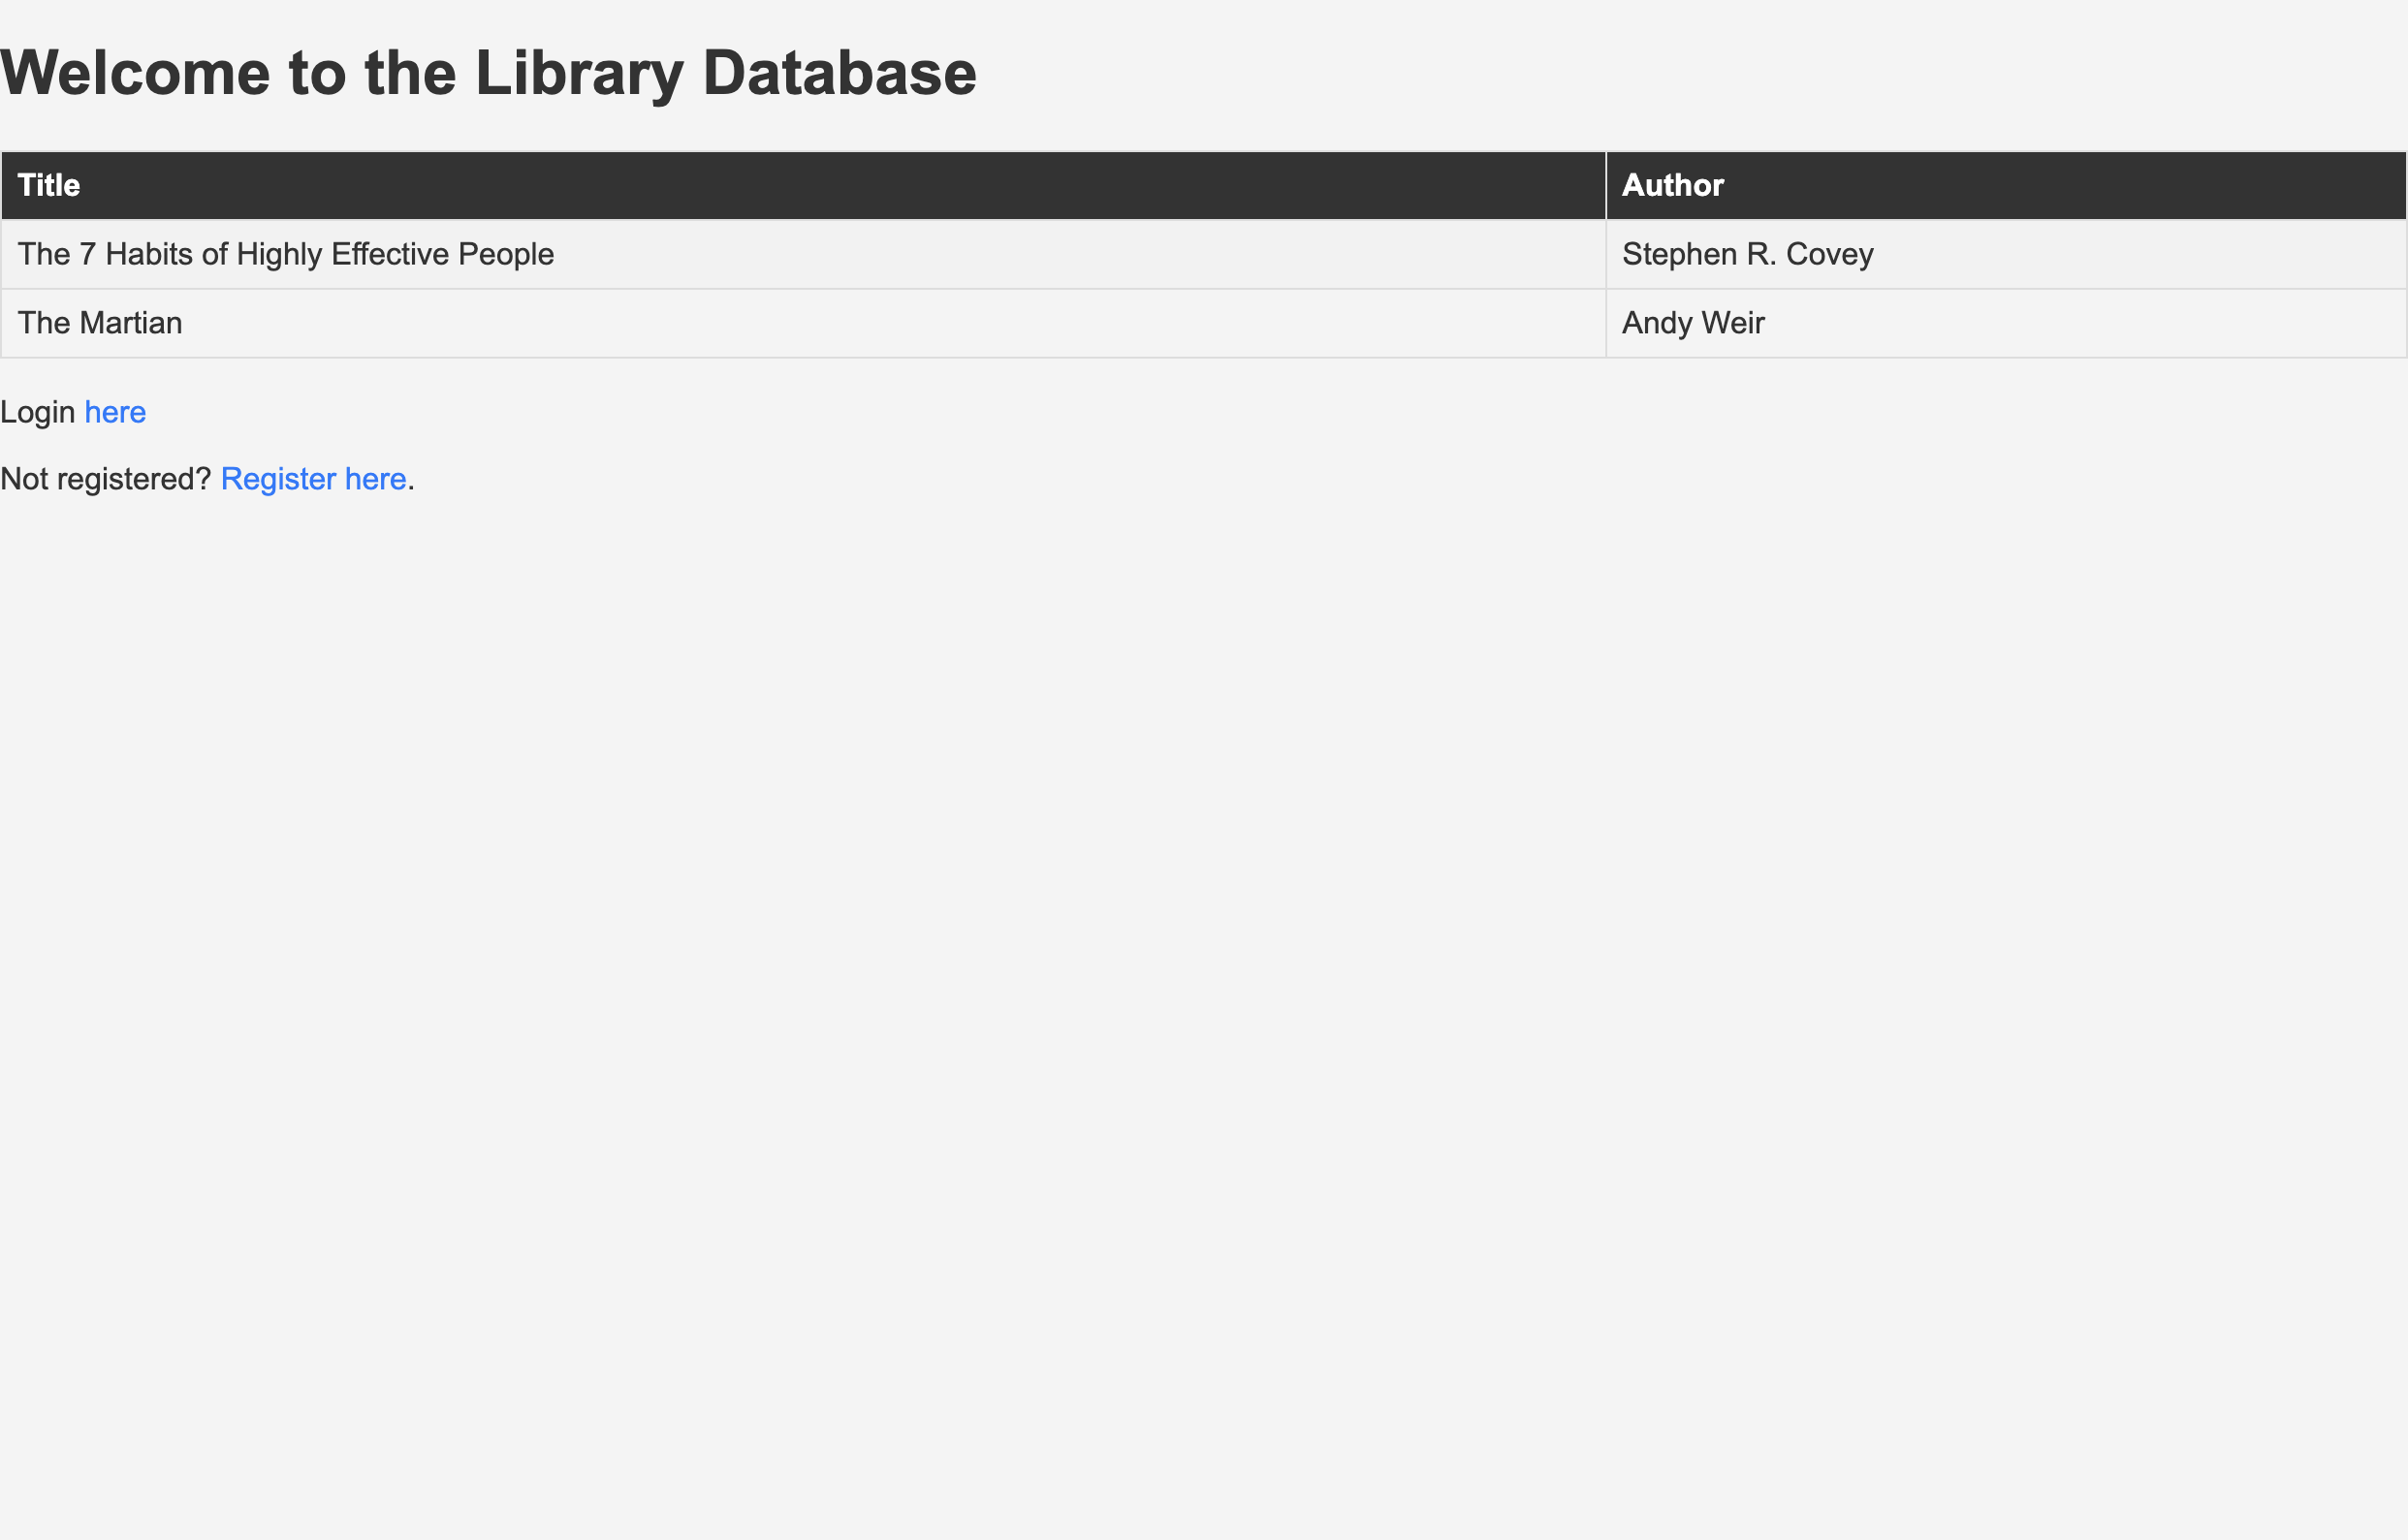 Welcome to the Library Database
Title Author
The 7 Habits of Highly Effective People Stephen R. Covey
The Martian Andy Weir
Login here
Not registered? Register here.